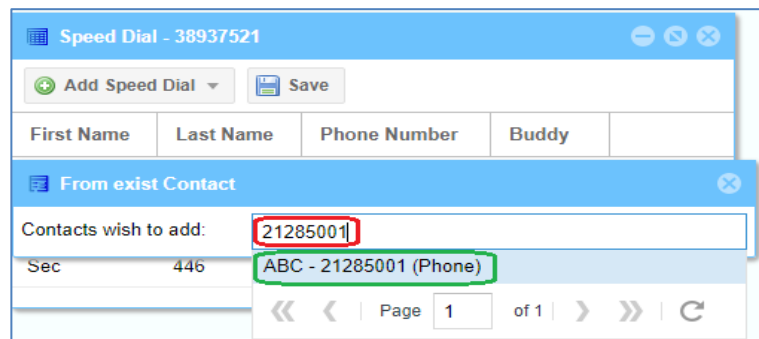 Speed Dial - 38937521
Add Speed Dial Save
First Name Last Name Phone Number Buddy
From exist Contact
Contacts wish to add: 21285001
Sec 446 ABC - 21285001 (Phone)
Page 1 of 1